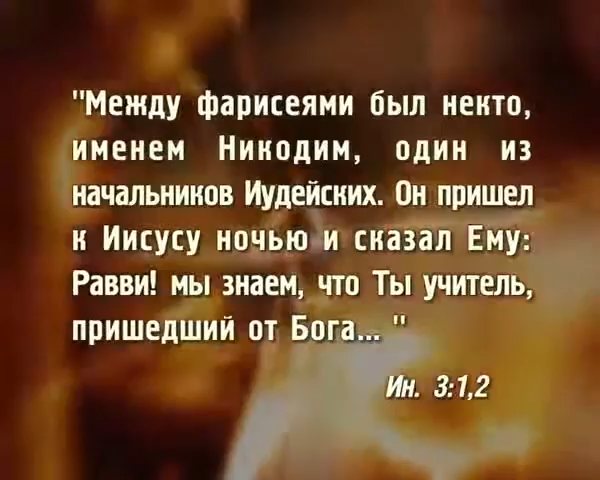 "Между фарисеями был некто,
именем Никодим, один из
начальников Иудейских. Он пришел
к Иисусу ночью и сказал Ему:
Равви! мы знаем, что Ты учитель,
пришедший от Бога... "
Ин. 3:1,2